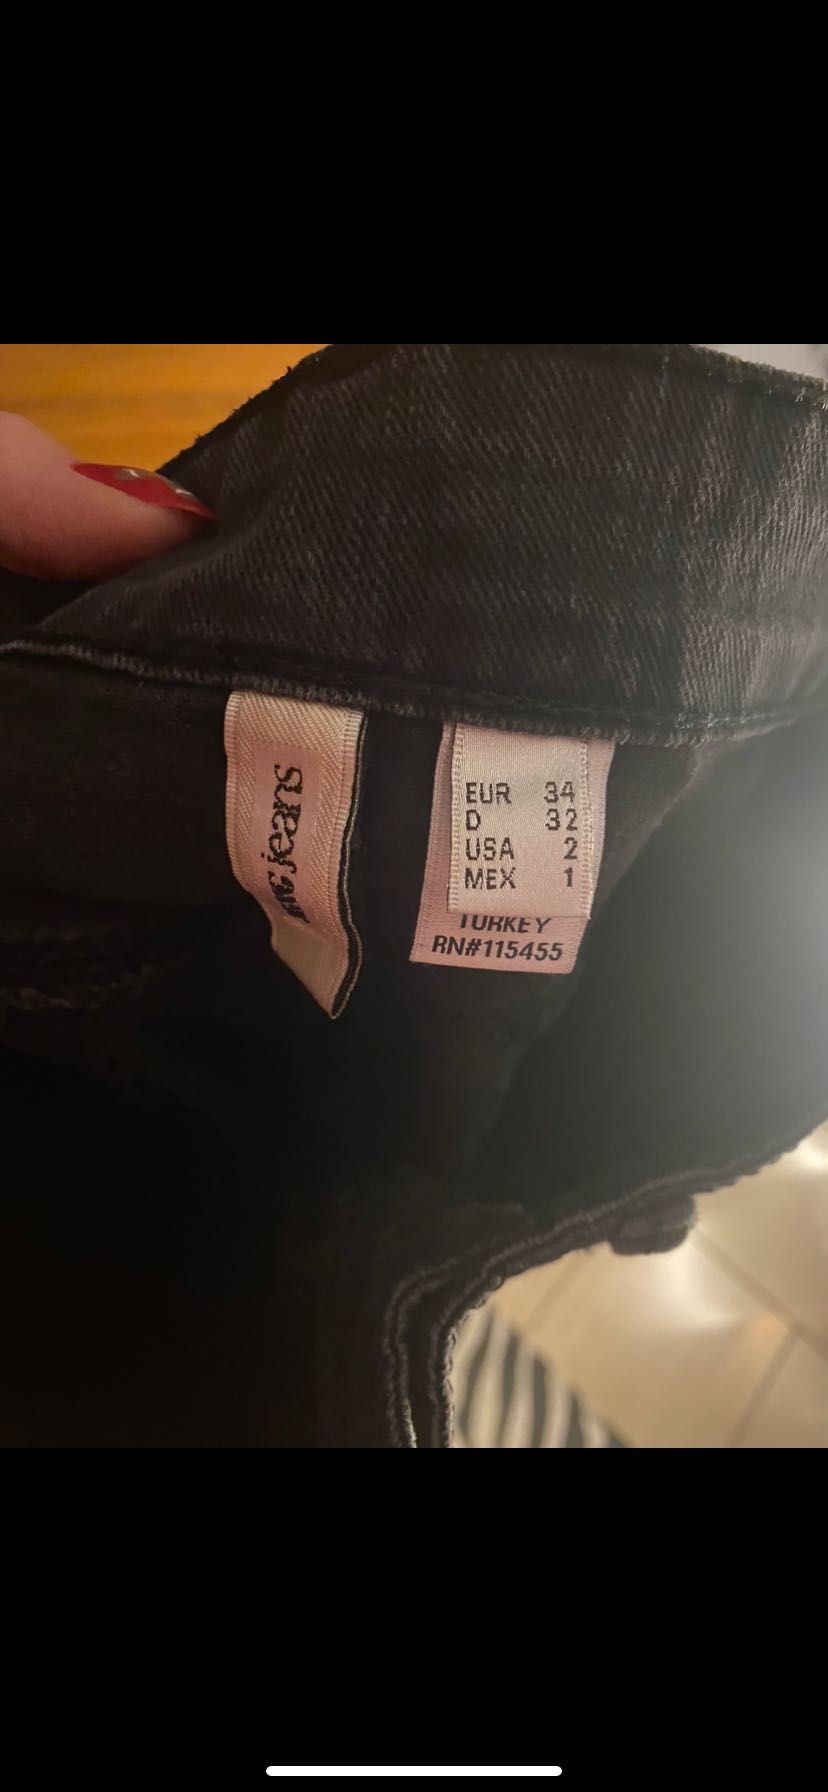 jeans
EUR 34
D 32
USA 2
MEX 1
TURKEY
RN#115455